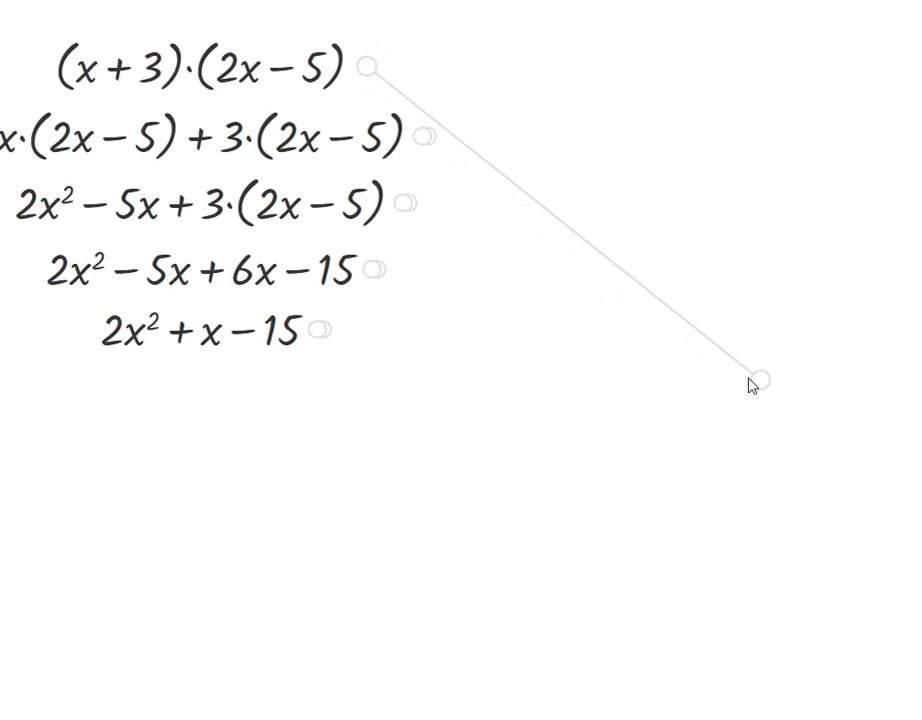 (x + 3)·(2x − 5)
x·(2x − 5) + 3·(2x − 5)
2x² − 5x + 3·(2x − 5)
2x² − 5x + 6x − 15
2x² + x − 15